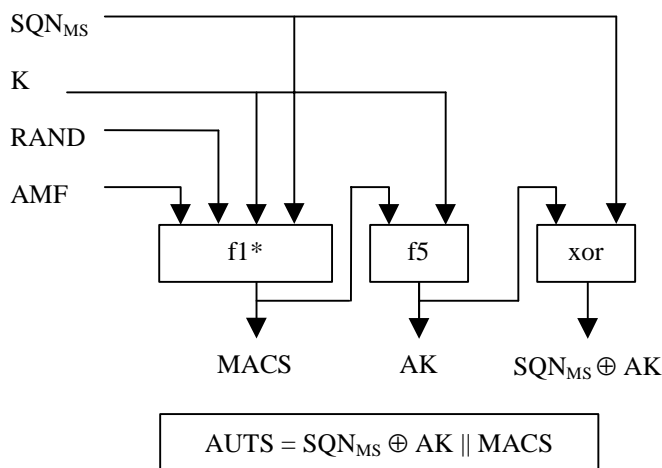 SQN_MS
K
RAND
AMF
f1* f5 xor
MACS AK SQN_MS ⊕ AK
AUTS = SQN_MS ⊕ AK || MACS